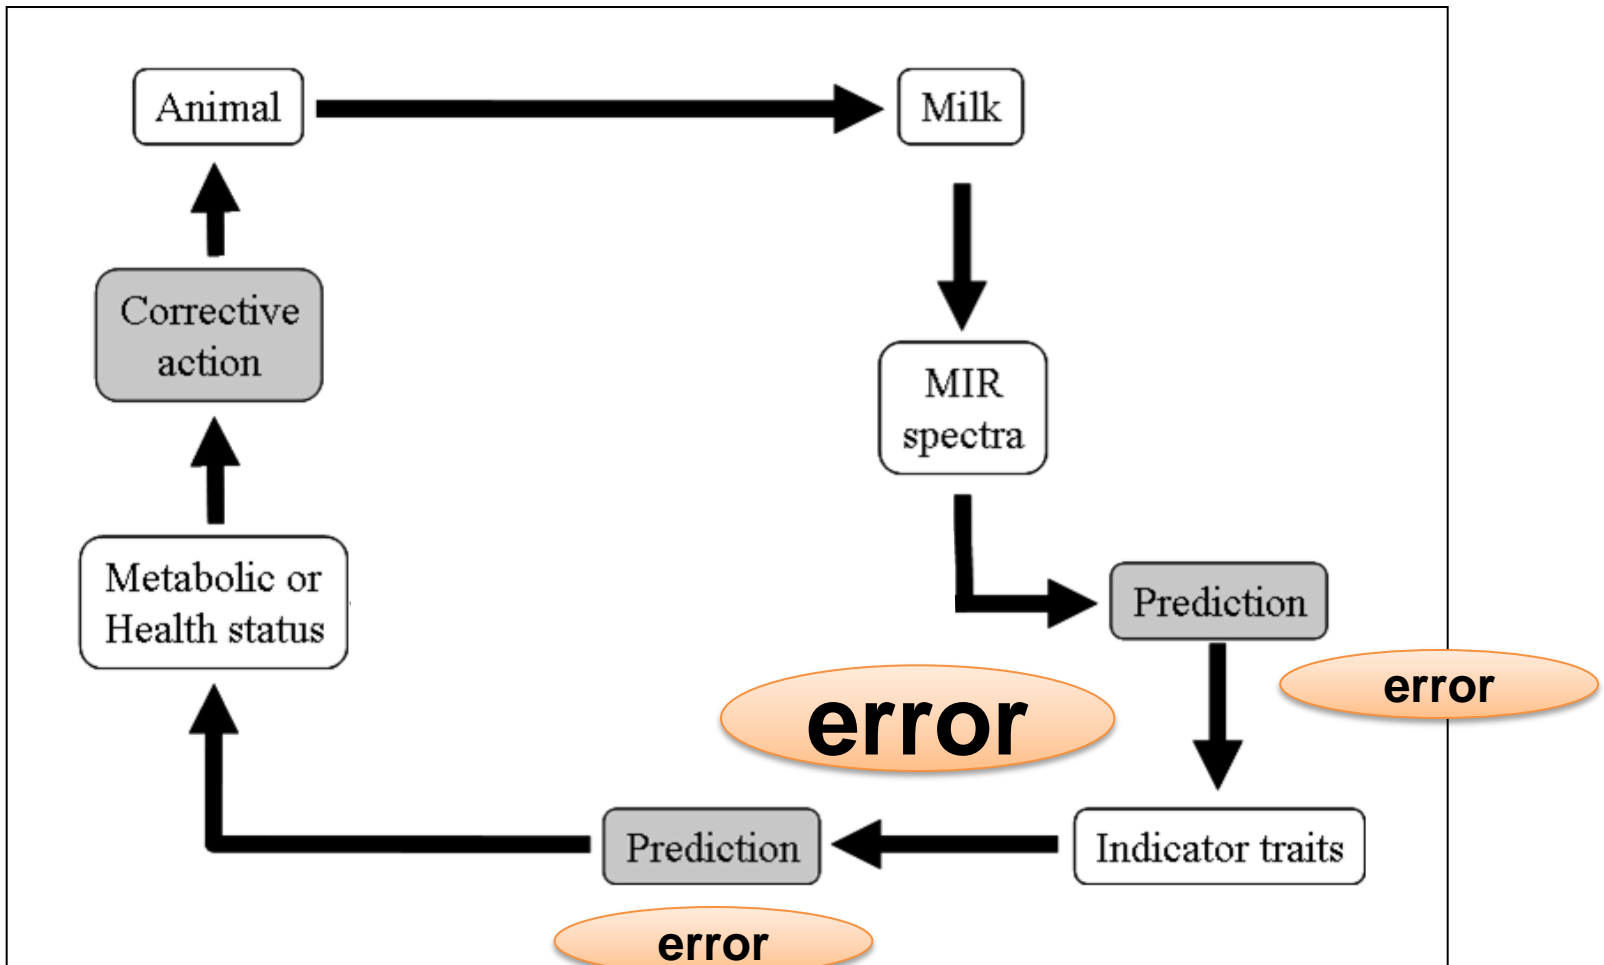 Animal
Milk
Corrective
action
MIR
spectra
Metabolic or
Health status
Prediction
error
error
Prediction
Indicator traits
error